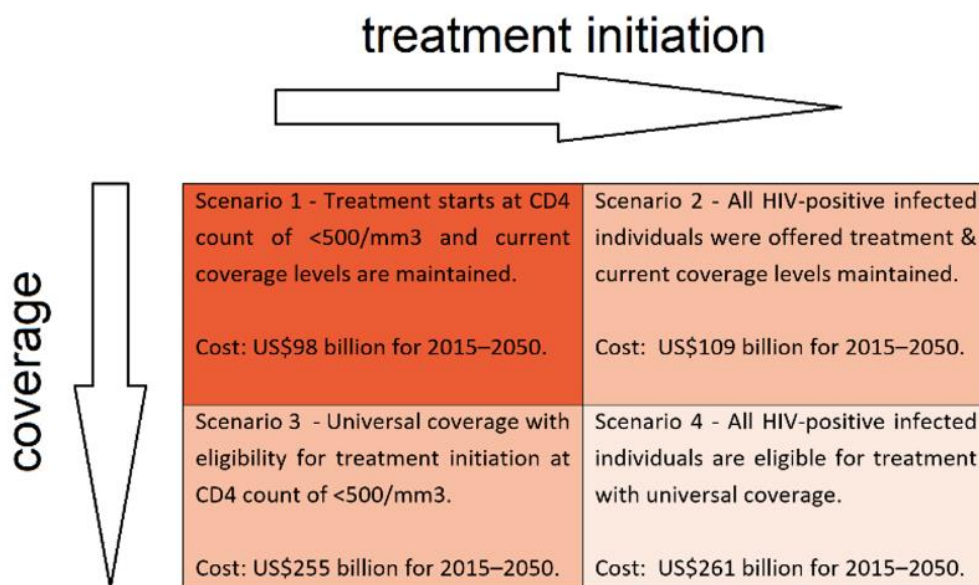 treatment initiation
coverage
Scenario 1 - Treatment starts at CD4
count of <500/mm3 and current
coverage levels are maintained.
Cost: US$98 billion for 2015–2050.
Scenario 2 - All HIV-positive infected
individuals were offered treatment &
current coverage levels maintained.
Cost: US$109 billion for 2015–2050.
Scenario 3 - Universal coverage with
eligibility for treatment initiation at
CD4 count of <500/mm3.
Cost: US$255 billion for 2015–2050.
Scenario 4 - All HIV-positive infected
individuals are eligible for treatment
with universal coverage.
Cost: US$261 billion for 2015–2050.